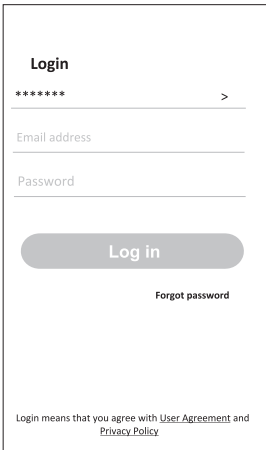 Login
******* >
Email address
Password
Log in
Forgot password
Login means that you agree with User Agreement and
Privacy Policy